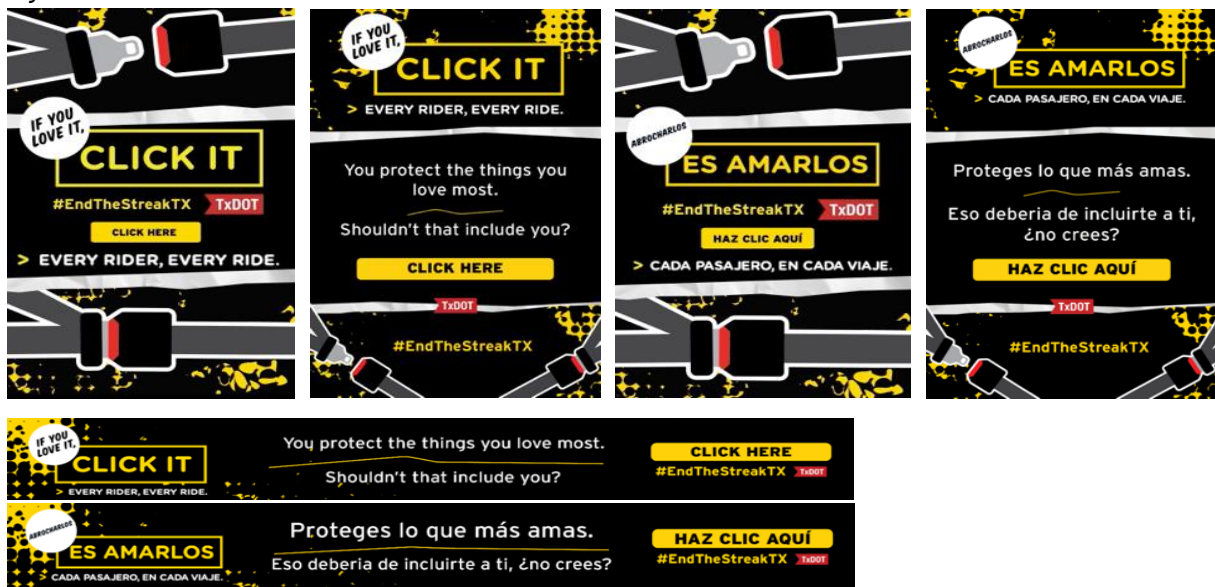 IF YOU
LOVE IT,
CLICK IT
#EndTheStreakTX TxDOT
CLICK HERE
> EVERY RIDER, EVERY RIDE.
IF YOU
LOVE IT,
CLICK IT
> EVERY RIDER, EVERY RIDE.
You protect the things you
love most.
Shouldn't that include you?
CLICK HERE
TxDOT
#EndTheStreakTX
ABROCHARLOS
ES AMARLOS
#EndTheStreakTX TxDOT
HAZ CLIC AQUÍ
> CADA PASAJERO, EN CADA VIAJE.
ABROCHARLOS
ES AMARLOS
> CADA PASAJERO, EN CADA VIAJE.
Proteges lo que más amas.
Eso deberia de incluirte a ti,
¿no crees?
HAZ CLIC AQUÍ
TxDOT
#EndTheStreakTX
IF YOU
LOVE IT,
CLICK IT
> EVERY RIDER, EVERY RIDE.
You protect the things you love most.
Shouldn't that include you?
CLICK HERE
#EndTheStreakTX TxDOT
ABROCHARLOS
ES AMARLOS
> CADA PASAJERO, EN CADA VIAJE.
Proteges lo que más amas.
Eso deberia de incluirte a ti, ¿no crees?
HAZ CLIC AQUÍ
#EndTheStreakTX TxDOT